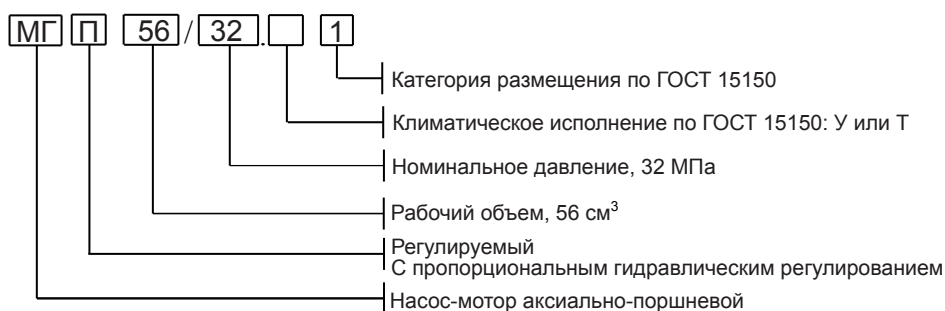 МГ П 56 / 32 . 1
Категория размещения по ГОСТ 15150
Климатическое исполнение по ГОСТ 15150: У или Т
Номинальное давление, 32 МПа
Рабочий объем, 56 см³
Регулируемый
С пропорциональным гидравлическим регулированием
Насос-мотор аксиально-поршневой